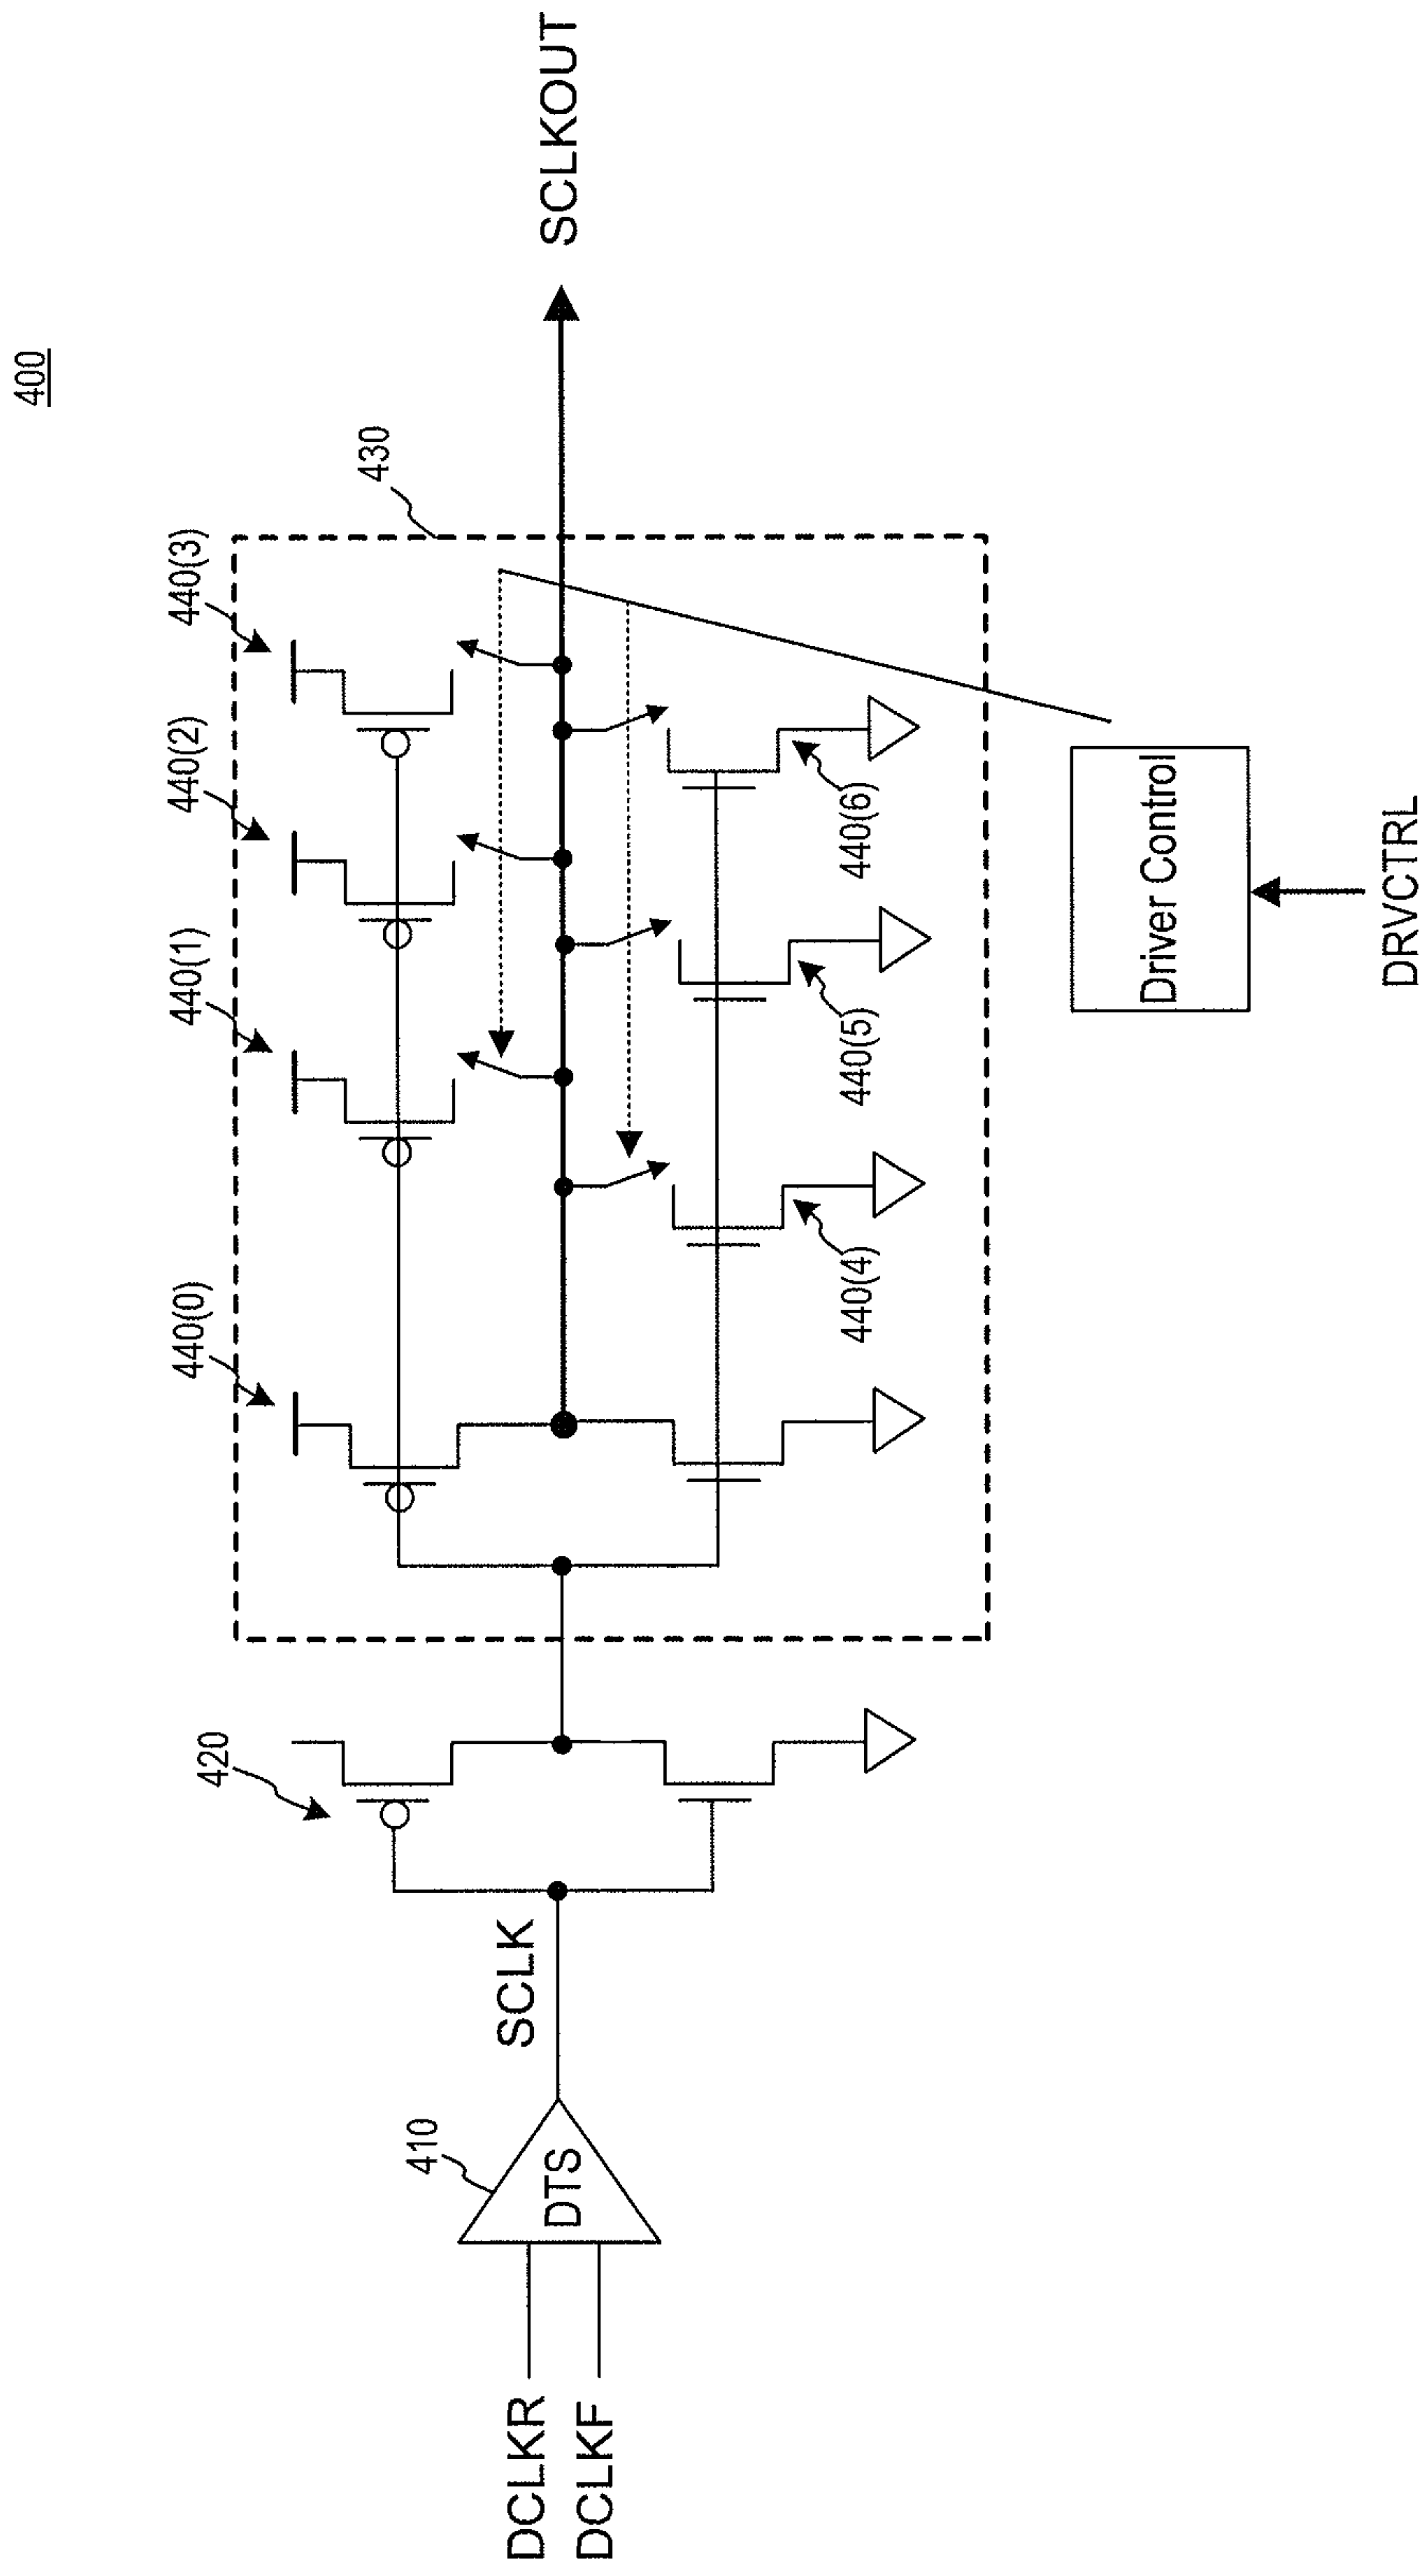 400
430
440(0)
440(1)
440(2)
440(3)
420
SCLKOUT
SCLK
410
DTS
DCLKR
DCLKF
440(4)
440(5)
440(6)
Driver Control
DRVCTRL